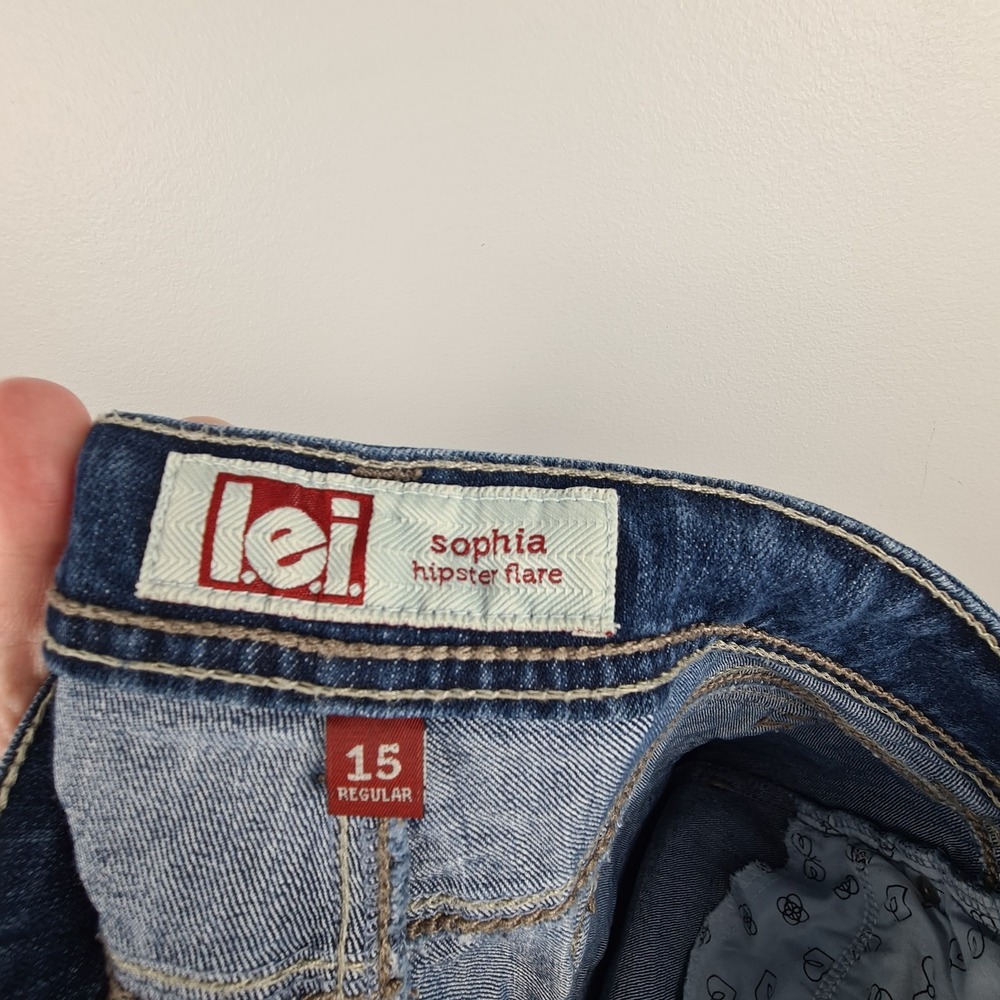 l.e.i.
sophia
hipster flare
15
REGULAR